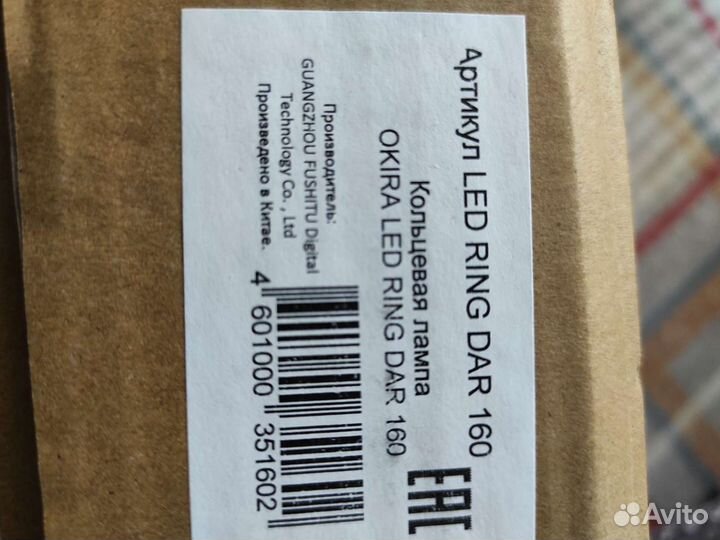 Артикул LED RING DAR 160
Кольцевая лампа
OKIRA LED RING DAR 160
Производитель:
GUANGZHOU FUSHITU Digital
Technology Co., Ltd
Произведено в Китае.
4 601000 351602
EAC
Avito